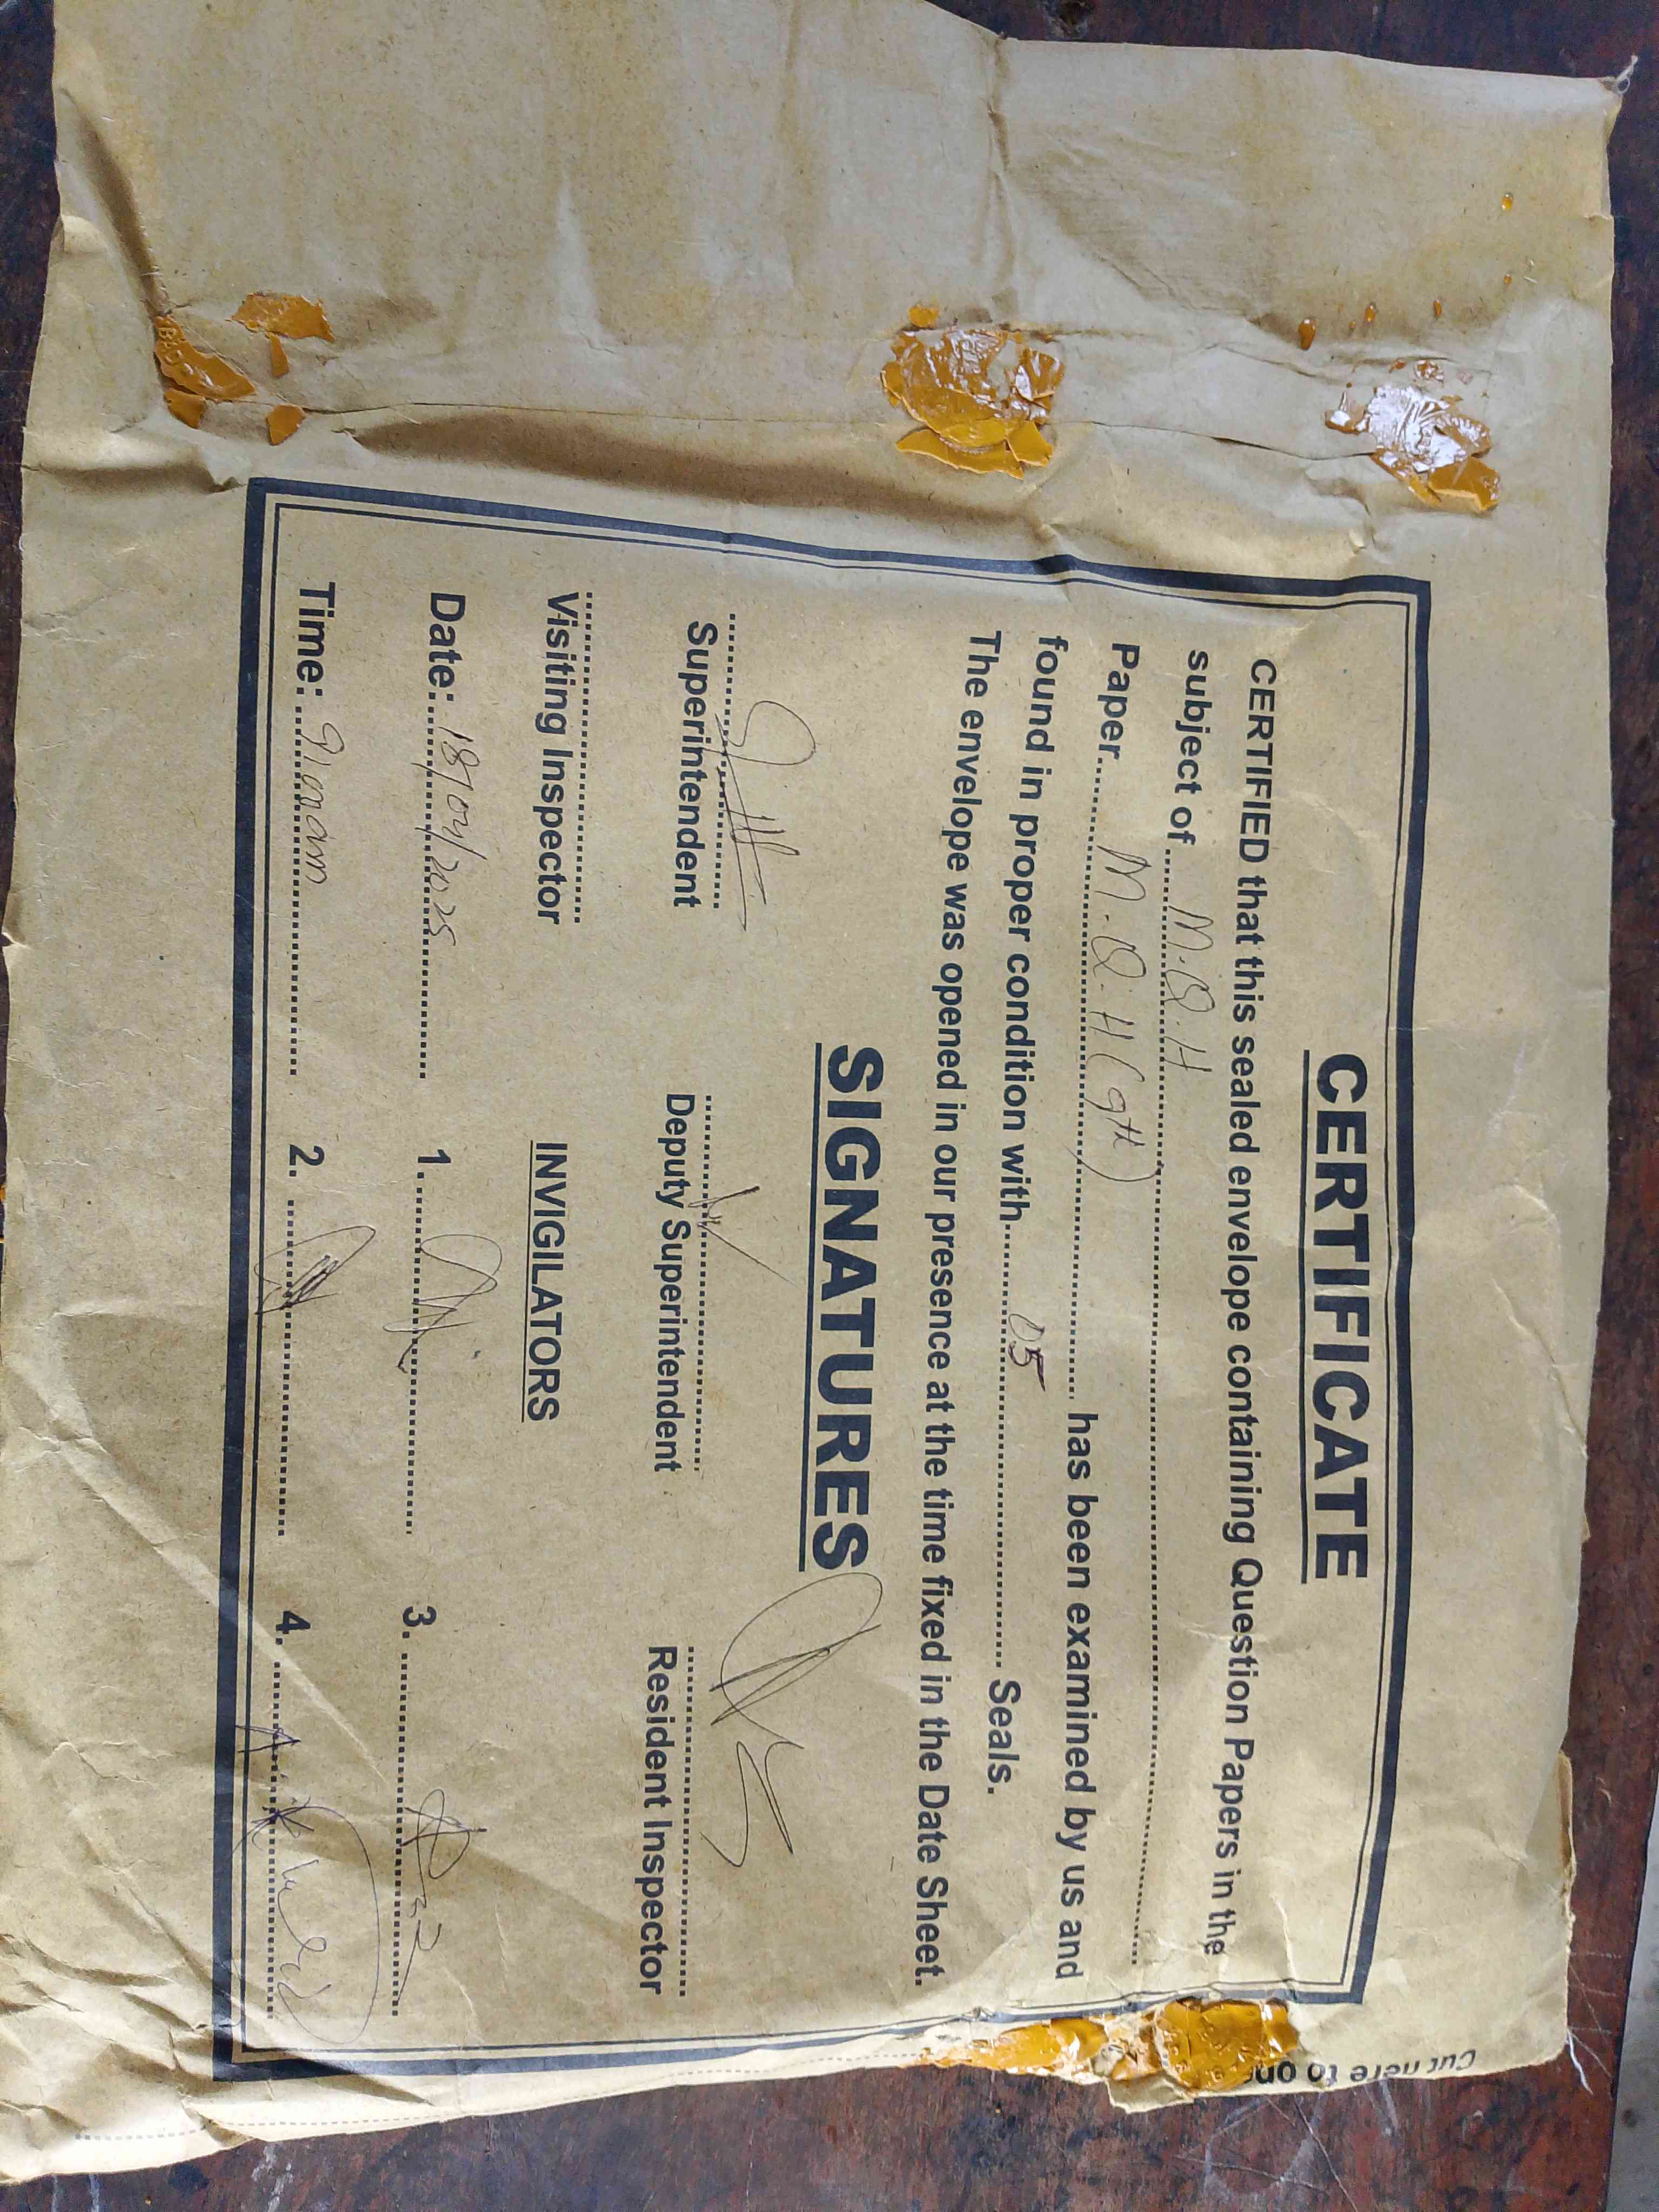 CERTIFICATE
CERTIFIED that this sealed envelope containing Question Papers in the
subject of M.Q.H
Paper M.Q.H (9th) has been examined by us and
found in proper condition with 05 Seals.
The envelope was opened in our presence at the time fixed in the Date Sheet.
SIGNATURES
Superintendent Deputy Superintendent Resident Inspector
Visiting Inspector INVIGILATORS
Date: 18/04/2025 1. 3.
Time: 2. 4.
Cut here to